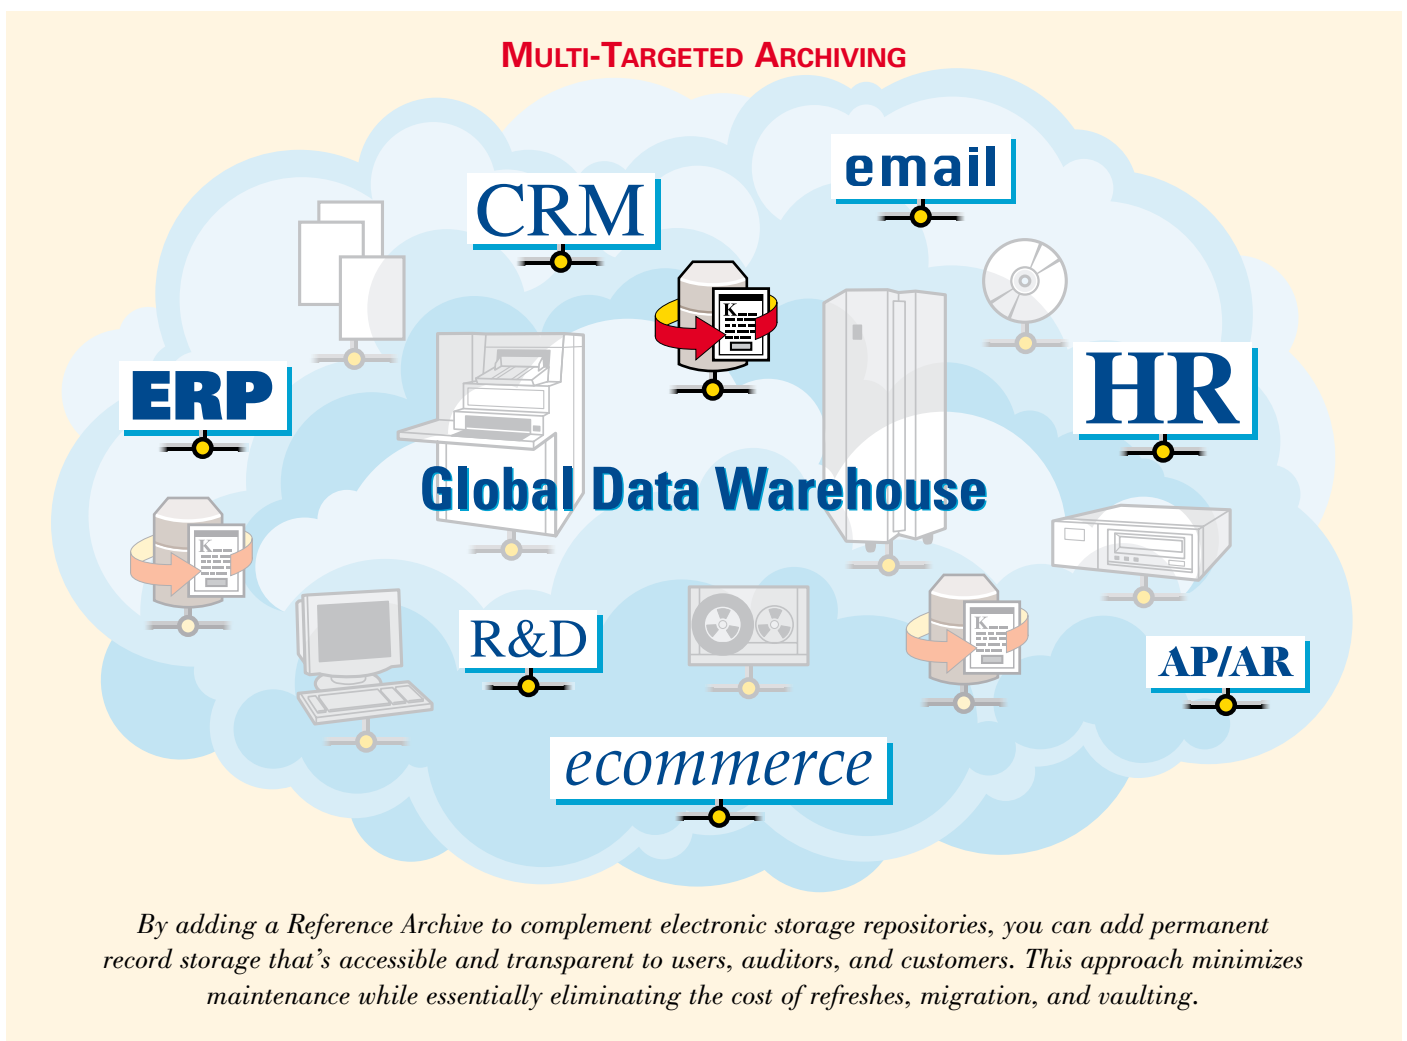 MULTI-TARGETED ARCHIVING
email
CRM
K
HR
ERP
Global Data Warehouse
K
R&D
K
AP/AR
ecommerce
By adding a Reference Archive to complement electronic storage repositories, you can add permanent
record storage that's accessible and transparent to users, auditors, and customers. This approach minimizes
maintenance while essentially eliminating the cost of refreshes, migration, and vaulting.